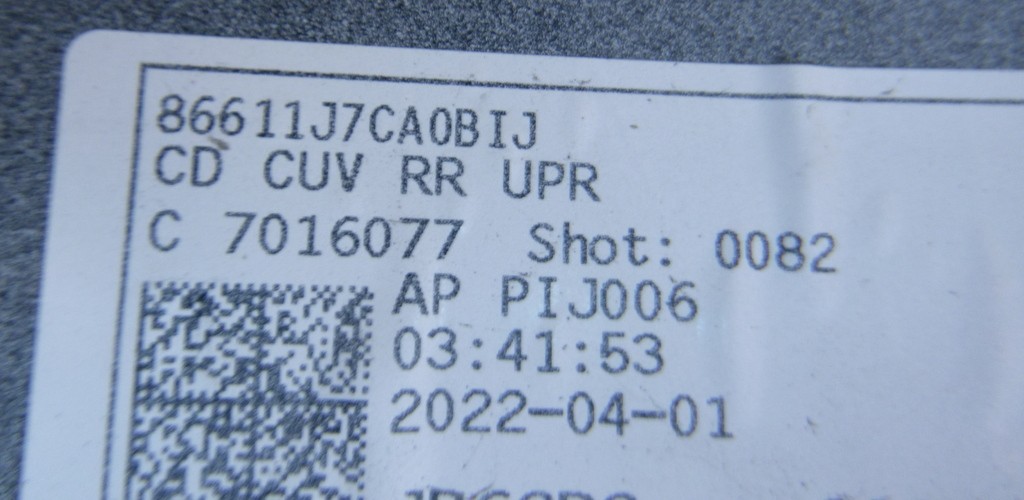 86611J7CA0BIJ
CD CUV RR UPR
C 7016077 Shot: 0082
AP PIJ006
03:41:53
2022-04-01